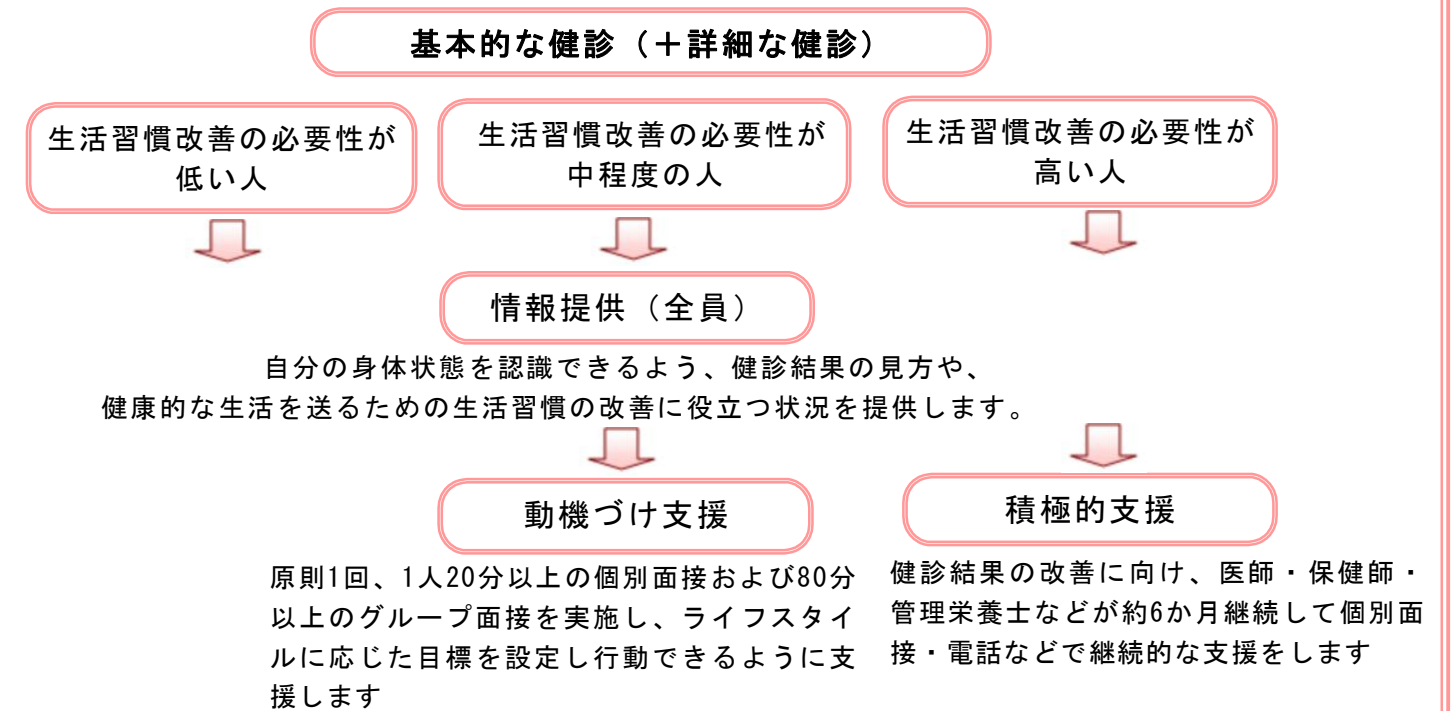 基本的な健診（＋詳細な健診）
生活習慣改善の必要性が
低い人
生活習慣改善の必要性が
中程度の人
生活習慣改善の必要性が
高い人
情報提供（全員）
自分の身体状態を認識できるよう、健診結果の見方や、
健康的な生活を送るための生活習慣の改善に役立つ状況を提供します。
動機づけ支援
原則1回、1人20分以上の個別面接および80分
以上のグループ面接を実施し、ライフスタイ
ルに応じた目標を設定し行動できるように支
援します
積極的支援
健診結果の改善に向け、医師・保健師・
管理栄養士などが約6か月継続して個別面
接・電話などで継続的な支援をします